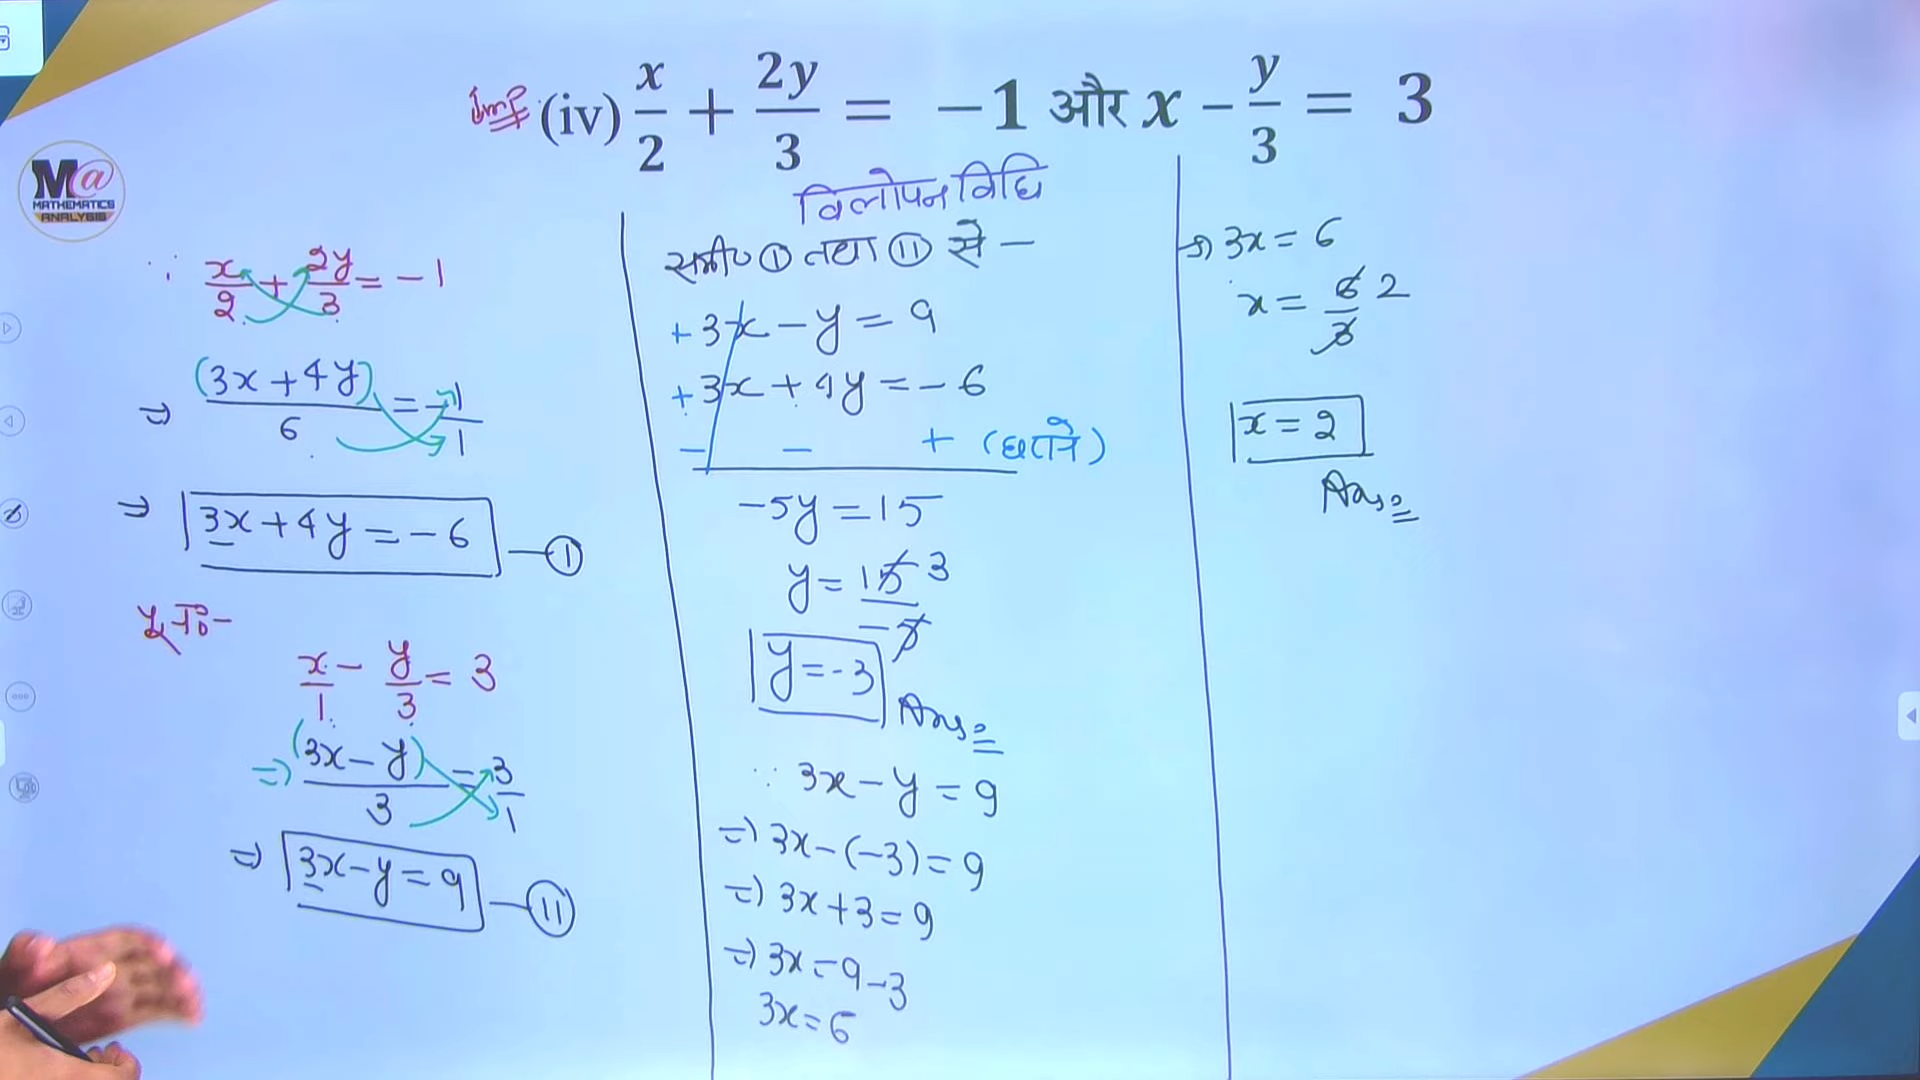 Imp (iv) x/2 + 2y/3 = −1 और x − y/3 = 3
M@
MATHEMATICS
ANALYSIS
विलोपन विधि
∵ x/2 + 2y/3 = −1
⇒ (3x + 4y)/6 = −1/1
⇒ 3x + 4y = −6 —①
x/1 − y/3 = 3
⇒ (3x − y)/3 = 3/1
⇒ 3x − y = 9 —⑪
समी० ① तथा ⑪ से —
+3x − y = 9
+3x + 4y = −6
− − + (घटाने)
−5y = 15
y = 15/−5 3
y = −3 Ans
∵ 3x − y = 9
⇒ 3x − (−3) = 9
⇒ 3x + 3 = 9
⇒ 3x = 9 − 3
3x = 6
⇒ 3x = 6
x = 6/3 2
x = 2
Ans